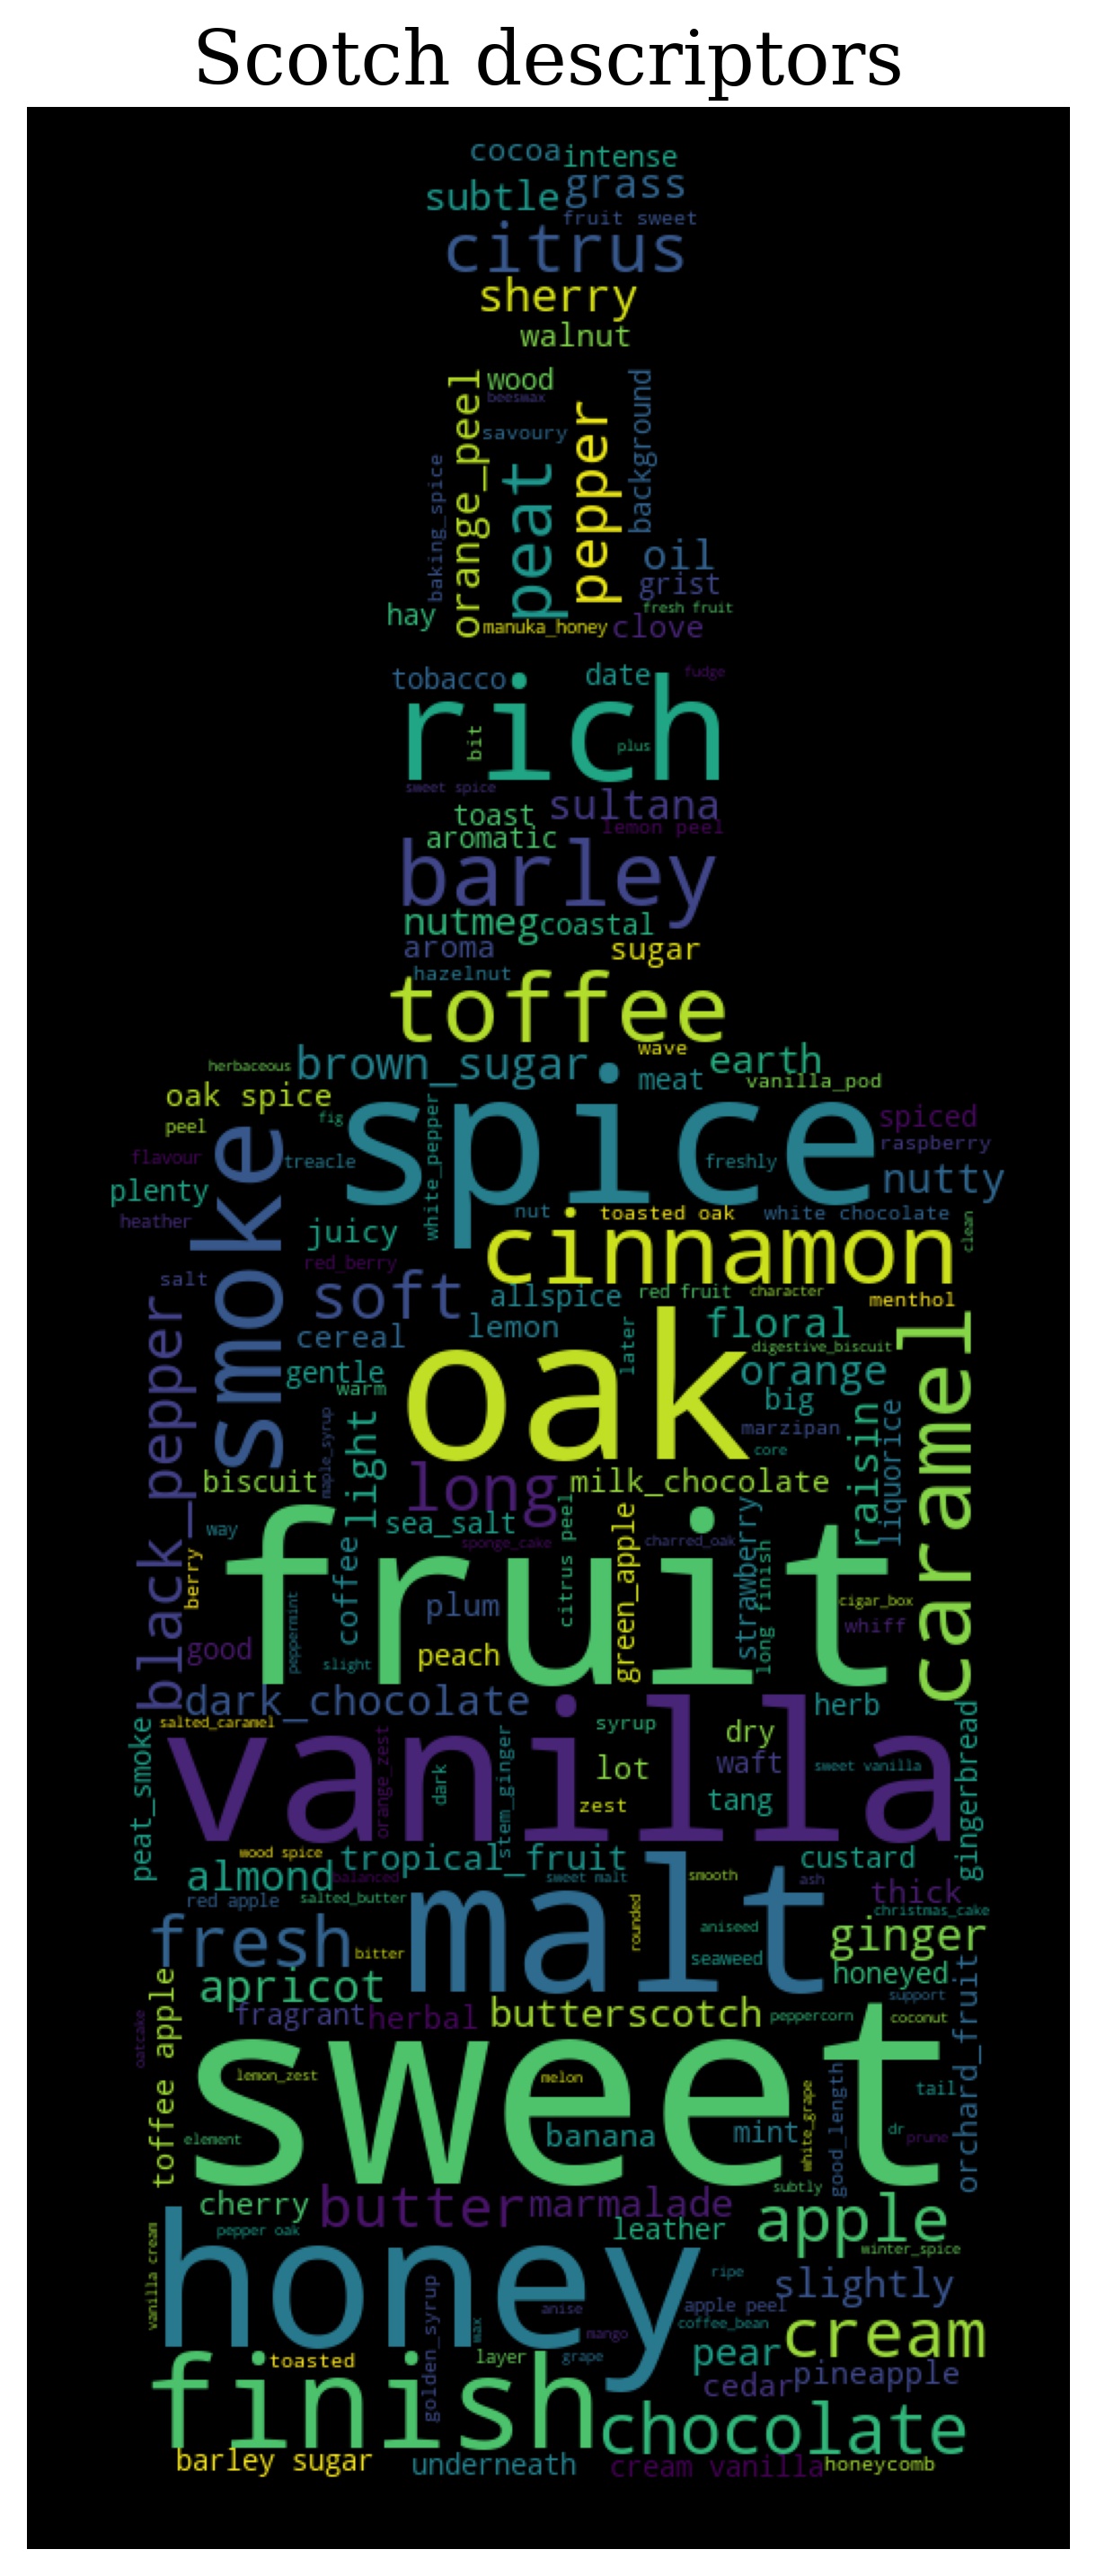 Scotch descriptors
cocoa intense
subtle grass
fruit sweet
citrus
sherry
walnut
orange_peel wood
beeswax
savoury
peat
pepper
background
baking_spice
oil
grist
hay
manuka_honey
fresh fruit
clove
tobacco date fudge
rich
bit
plus
sweet spice
toast sultana
lemon peel
aromatic
barley
nutmeg coastal
aroma sugar
hazelnut
toffee
wave
herbaceous brown_sugar meat earth
vanilla_pod
oak spice
fig
white_pepper
spice
spiced
peel
smoke
flavour treacle freshly raspberry
plenty nutty
heather
nut toasted oak white chocolate clean
juicy
cinnamon
red_berry
salt
soft allspice red fruit character menthol
black_pepper
cereal lemon later floral
digestive_biscuit
caramel
gentle oak orange
warm big
marzipan
core
maple_syrup
light
raisin
liquorice
biscuit long milk_chocolate
way sea_salt
sponge_cake
citrus peel
green_apple
charred_oak
strawberry
long finish
berry
coffee
fruit
peppermint
plum
cigar_box
whiff
good slight peach
dark_chocolate herb
peat_smoke
salted_caramel
orange_zest
vanilla
dark
stem_ginger
syrup dry
lot waft sweet vanilla
zest tang
gingerbread
wood spice tropical_fruit custard
almond balanced sweet malt smooth ash
red apple salted_butter
malt
thick
christmas_cake
fresh bitter rounded aniseed ginger
seaweed
honeyed
apricot support
fragrant herbal butterscotch peppercorn coconut
oatcake
toffee apple
orchard_fruit
sweet
lemon_zest melon white_grape good_length tail
element banana mint dr prune
subtly
cherry butter marmalade apple
pepper oak leather winter_spice
vanilla cream
honey
ripe
slightly
golden_syrup
wax
anise apple peel
coffee_bean
mango
cream
toasted layer grape pear
finish
cedar pineapple
chocolate
barley sugar underneath cream vanilla honeycomb